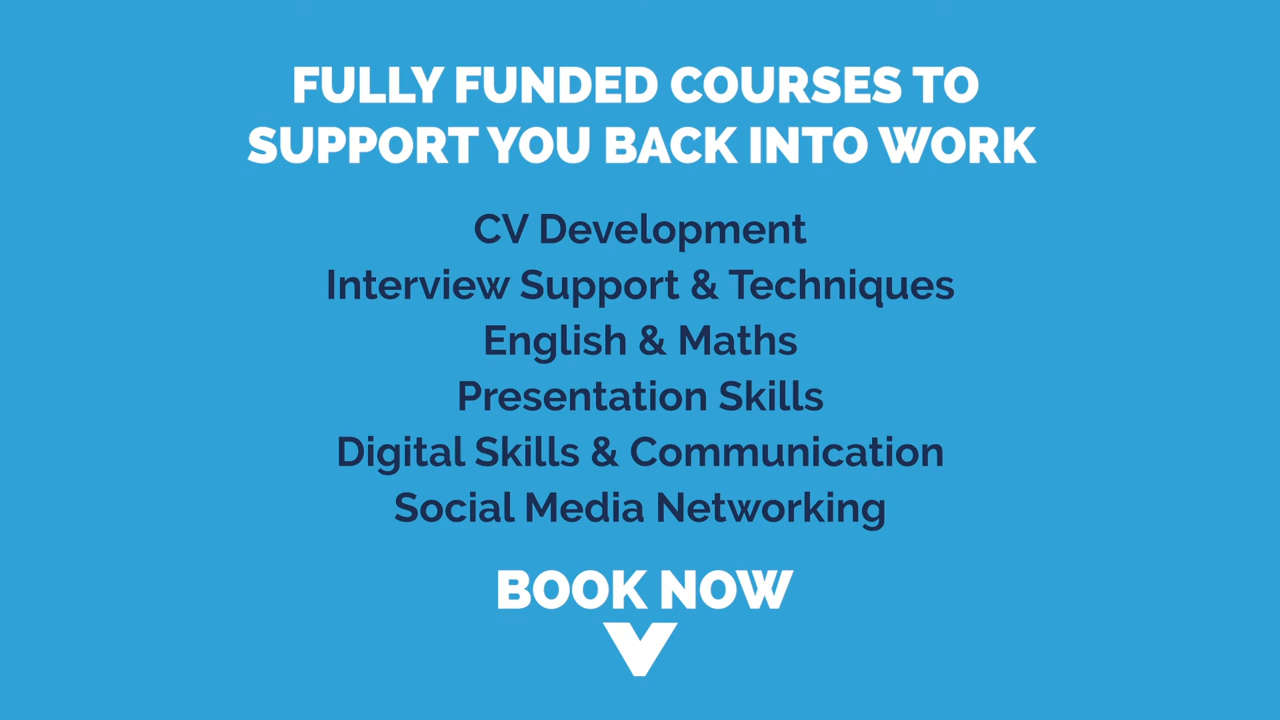 FULLY FUNDED COURSES TO
SUPPORT YOU BACK INTO WORK
CV Development
Interview Support & Techniques
English & Maths
Presentation Skills
Digital Skills & Communication
Social Media Networking
BOOK NOW